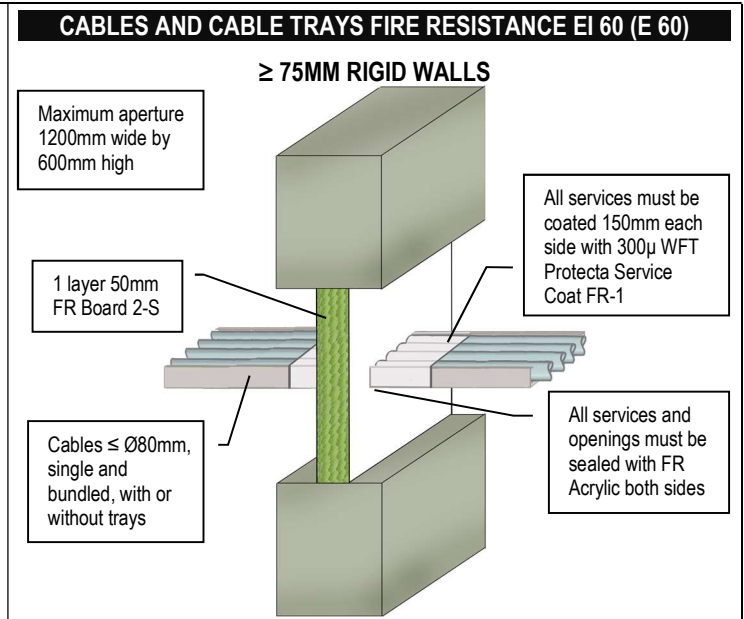 CABLES AND CABLE TRAYS FIRE RESISTANCE EI 60 (E 60)
≥ 75MM RIGID WALLS
Maximum aperture
1200mm wide by
600mm high
All services must be
coated 150mm each
side with 300µ WFT
Protecta Service
Coat FR-1
1 layer 50mm
FR Board 2-S
Cables ≤ Ø80mm,
single and
bundled, with or
without trays
All services and
openings must be
sealed with FR
Acrylic both sides